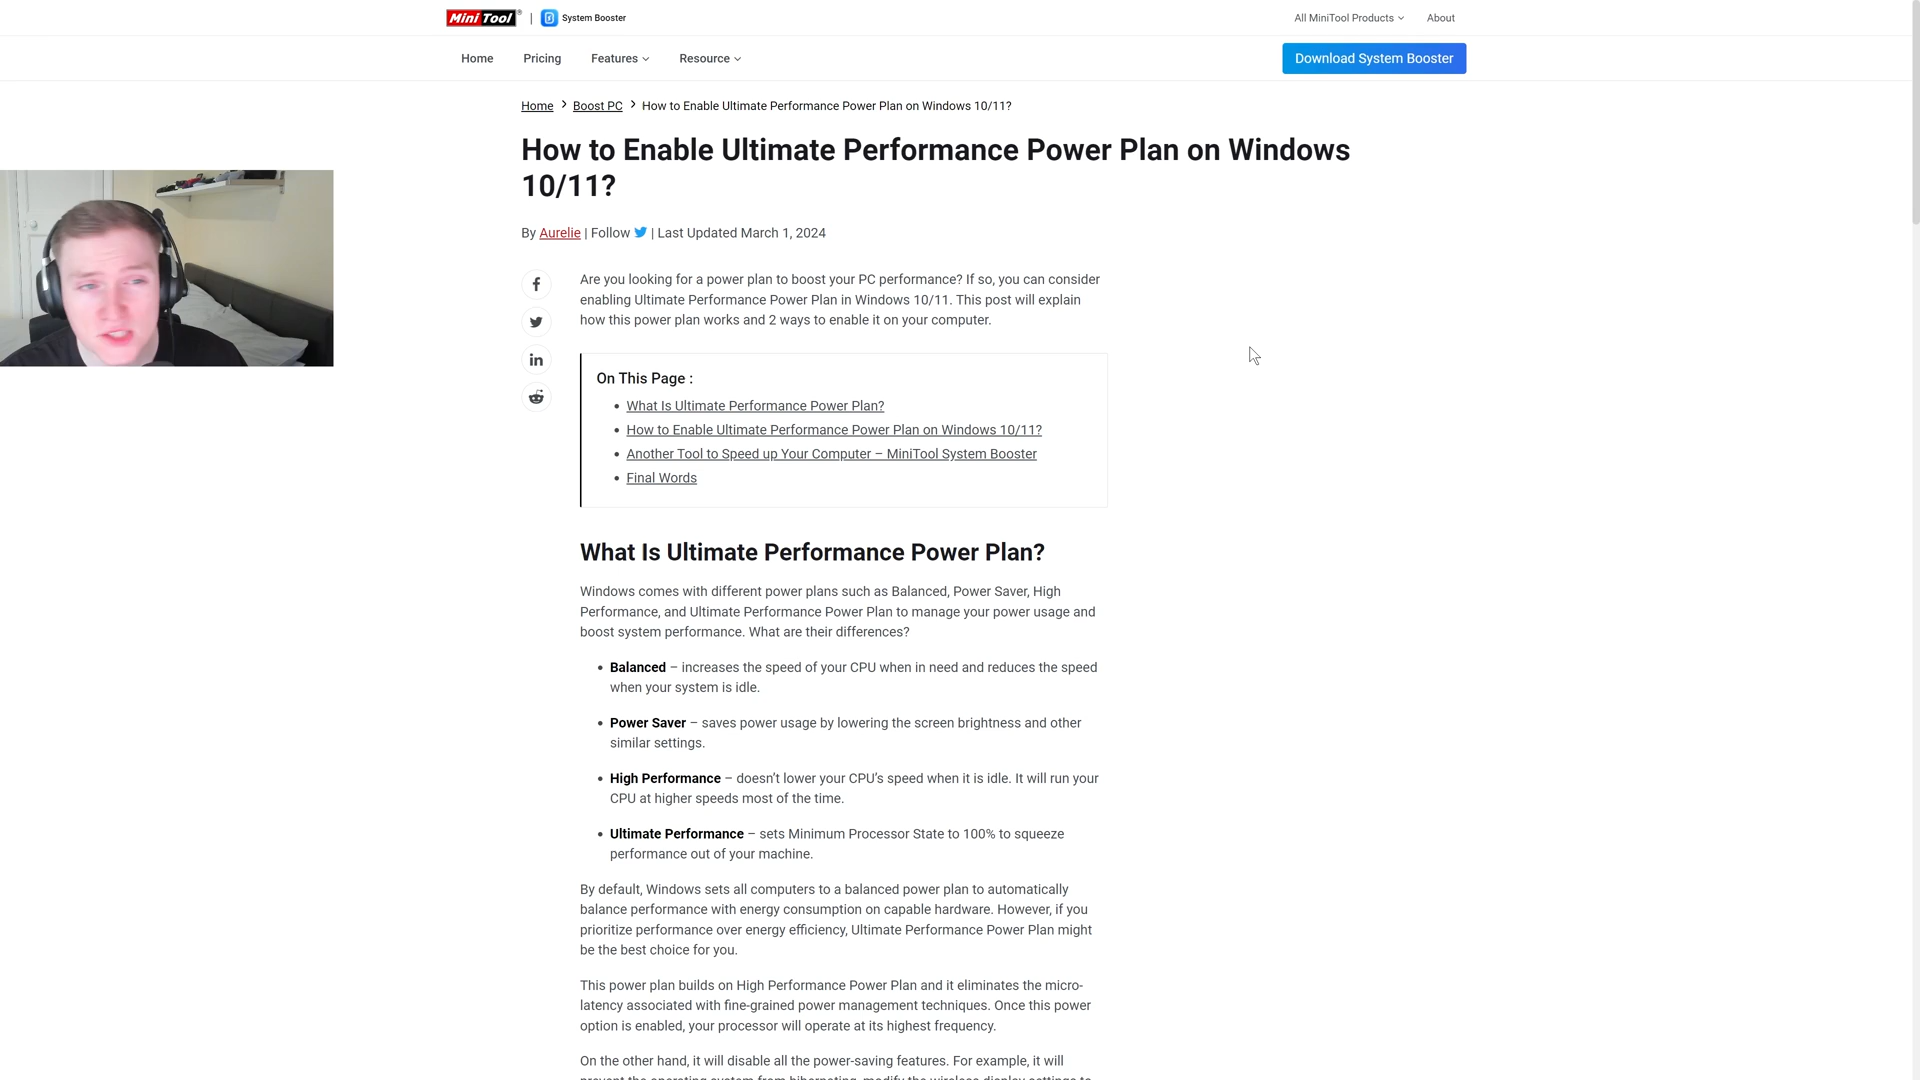 Mini Tool® | System Booster
All MiniTool Products About
Home Pricing Features Resource
Download System Booster
Home > Boost PC > How to Enable Ultimate Performance Power Plan on Windows 10/11?
How to Enable Ultimate Performance Power Plan on Windows
10/11?
By Aurelie | Follow | Last Updated March 1, 2024
Are you looking for a power plan to boost your PC performance? If so, you can consider
enabling Ultimate Performance Power Plan in Windows 10/11. This post will explain
how this power plan works and 2 ways to enable it on your computer.
On This Page :
• What Is Ultimate Performance Power Plan?
• How to Enable Ultimate Performance Power Plan on Windows 10/11?
• Another Tool to Speed up Your Computer – MiniTool System Booster
• Final Words
What Is Ultimate Performance Power Plan?
Windows comes with different power plans such as Balanced, Power Saver, High
Performance, and Ultimate Performance Power Plan to manage your power usage and
boost system performance. What are their differences?
• Balanced – increases the speed of your CPU when in need and reduces the speed
when your system is idle.
• Power Saver – saves power usage by lowering the screen brightness and other
similar settings.
• High Performance – doesn’t lower your CPU’s speed when it is idle. It will run your
CPU at higher speeds most of the time.
• Ultimate Performance – sets Minimum Processor State to 100% to squeeze
performance out of your machine.
By default, Windows sets all computers to a balanced power plan to automatically
balance performance with energy consumption on capable hardware. However, if you
prioritize performance over energy efficiency, Ultimate Performance Power Plan might
be the best choice for you.
This power plan builds on High Performance Power Plan and it eliminates the micro-
latency associated with fine-grained power management techniques. Once this power
option is enabled, your processor will operate at its highest frequency.
On the other hand, it will disable all the power-saving features. For example, it will
prevent the operating system from hibernating, modify the wireless display settings to